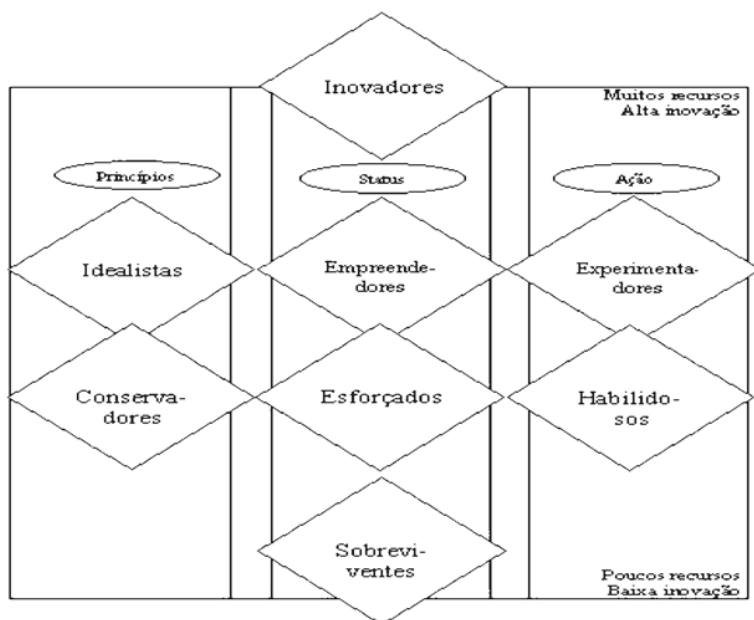 Inovadores
Muitos recursos
Alta inovação
Princípios
Status
Ação
Idealistas
Empreende-
dores
Experimenta-
dores
Conserva-
dores
Esforçados
Habilido-
sos
Sobrevi-
ventes
Poucos recursos
Baixa inovação